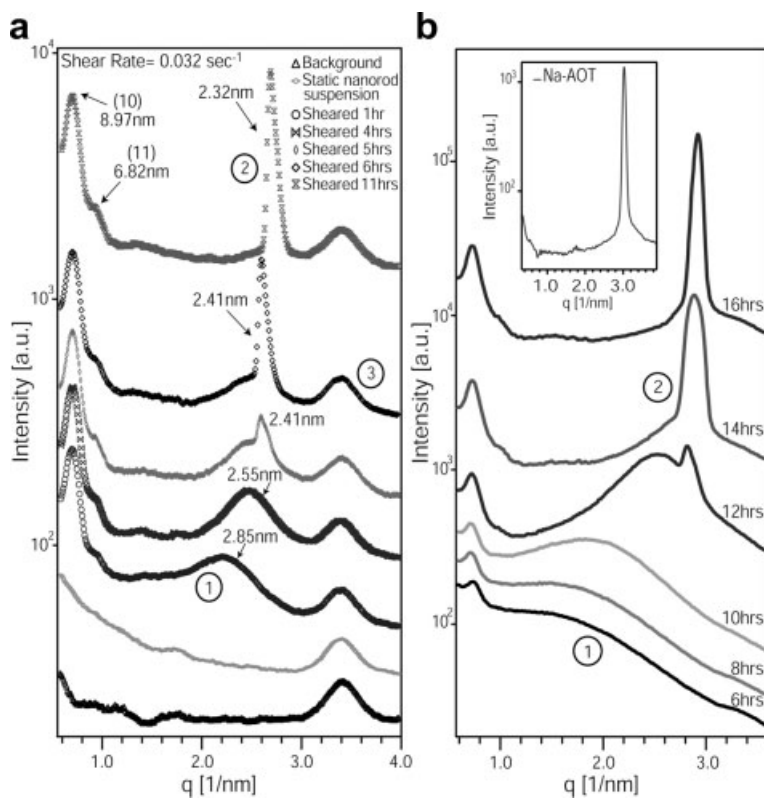 a
10⁴
Shear Rate= 0.032 sec⁻¹
Background
Static nanorod
suspension
Sheared 1hr
Sheared 4hrs
Sheared 5hrs
Sheared 6hrs
Sheared 11hrs
(10)
8.97nm
(11)
6.82nm
2.32nm
2
10³
2.41nm
3
2.41nm
2.55nm
10²
2.85nm
1
Intensity [a.u.]
1.0 2.0 3.0 4.0
q [1/nm]
b
10³
Na-AOT
10²
Intensity [a.u.]
1.0 2.0 3.0
q [1/nm]
10⁵
16hrs
10⁴
2
14hrs
10³
12hrs
10hrs
10²
1
8hrs
6hrs
Intensity [a.u.]
1.0 2.0 3.0
q [1/nm]